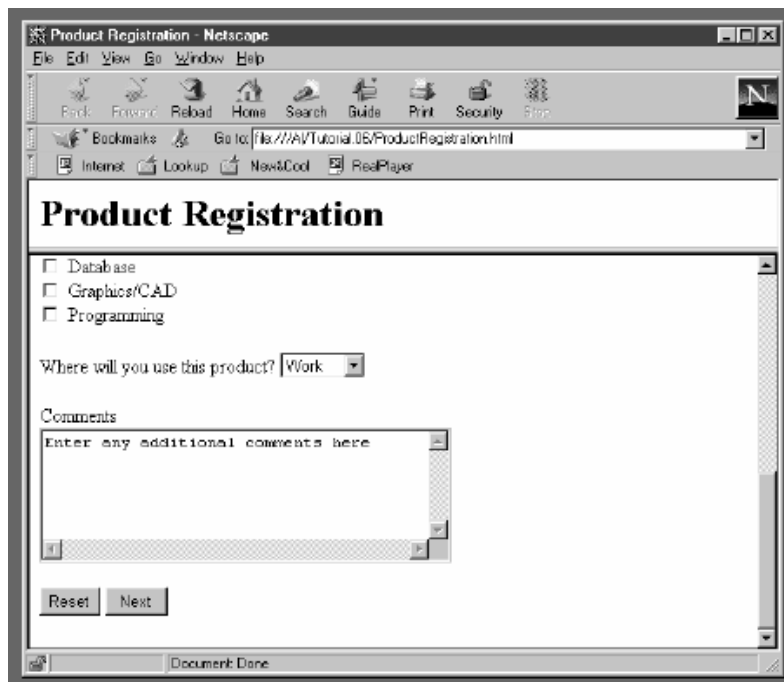 Product Registration - Netscape
File Edit View Go Window Help
Back Forward Reload Home Search Guide Print Security Stop
N
Bookmarks Go to: file:///A|/Tutorial.06/ProductRegistration.html
Internet Lookup New&Cool RealPlayer
Product Registration
Database
Graphics/CAD
Programming
Where will you use this product? Work
Comments
Enter any additional comments here
Reset Next
Document: Done